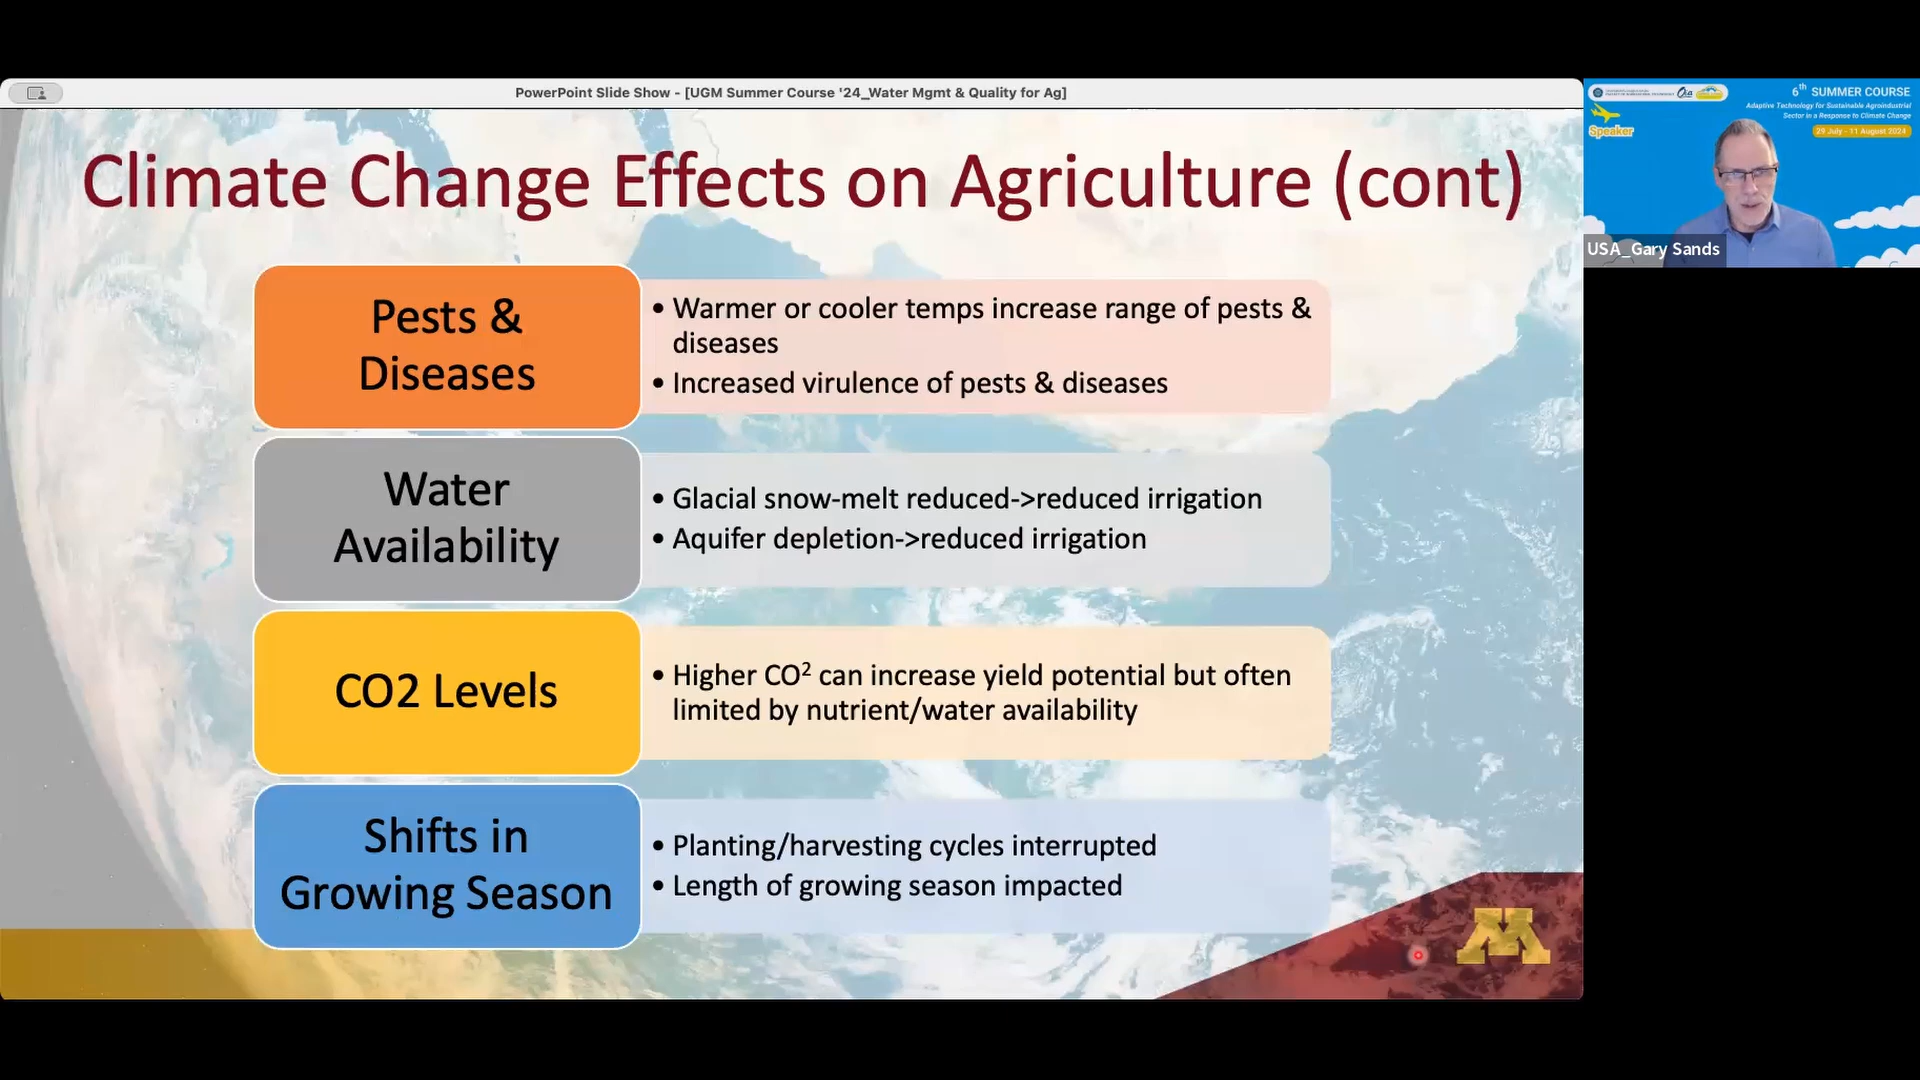 PowerPoint Slide Show - [UGM Summer Course '24_Water Mgmt & Quality for Ag]
Climate Change Effects on Agriculture (cont)
Pests &
Diseases
• Warmer or cooler temps increase range of pests &
diseases
• Increased virulence of pests & diseases
Water
Availability
• Glacial snow-melt reduced->reduced irrigation
• Aquifer depletion->reduced irrigation
CO2 Levels
• Higher CO² can increase yield potential but often
limited by nutrient/water availability
Shifts in
Growing Season
• Planting/harvesting cycles interrupted
• Length of growing season impacted
M
6th SUMMER COURSE
Adaptive Technology for Sustainable Agroindustrial
Sector in a Response to Climate Change
29 July - 11 August 2024
Speaker
USA_Gary Sands